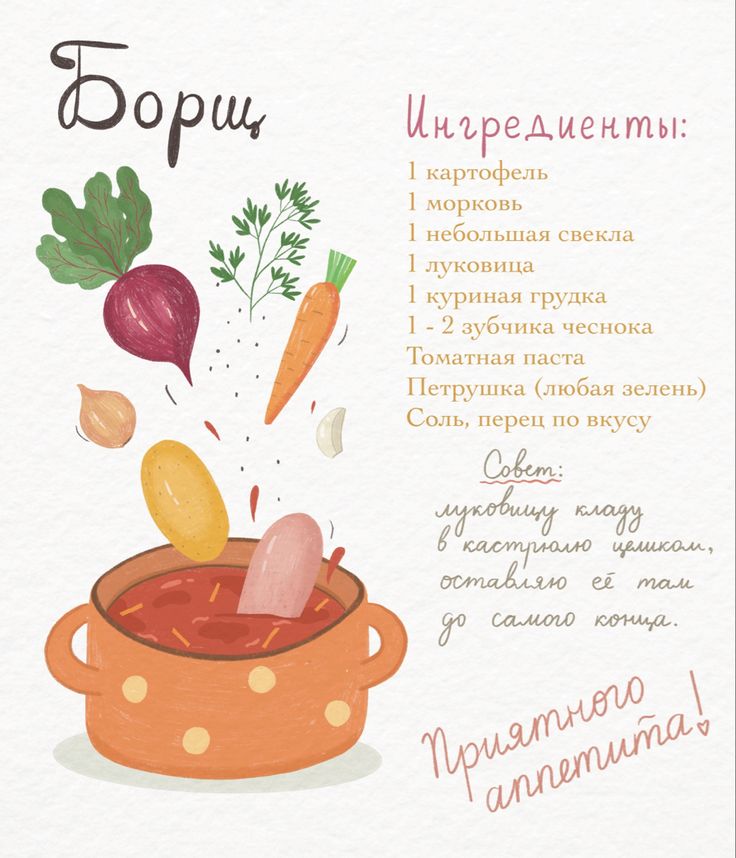 Борщ
Ингредиенты:
1 картофель
1 морковь
1 небольшая свекла
1 луковица
1 куриная грудка
1 - 2 зубчика чеснока
Томатная паста
Петрушка (любая зелень)
Соль, перец по вкусу
Совет:
луковицу кладу
в кастрюлю целиком,
оставляю её там
до самого конца.
Приятного
аппетита!